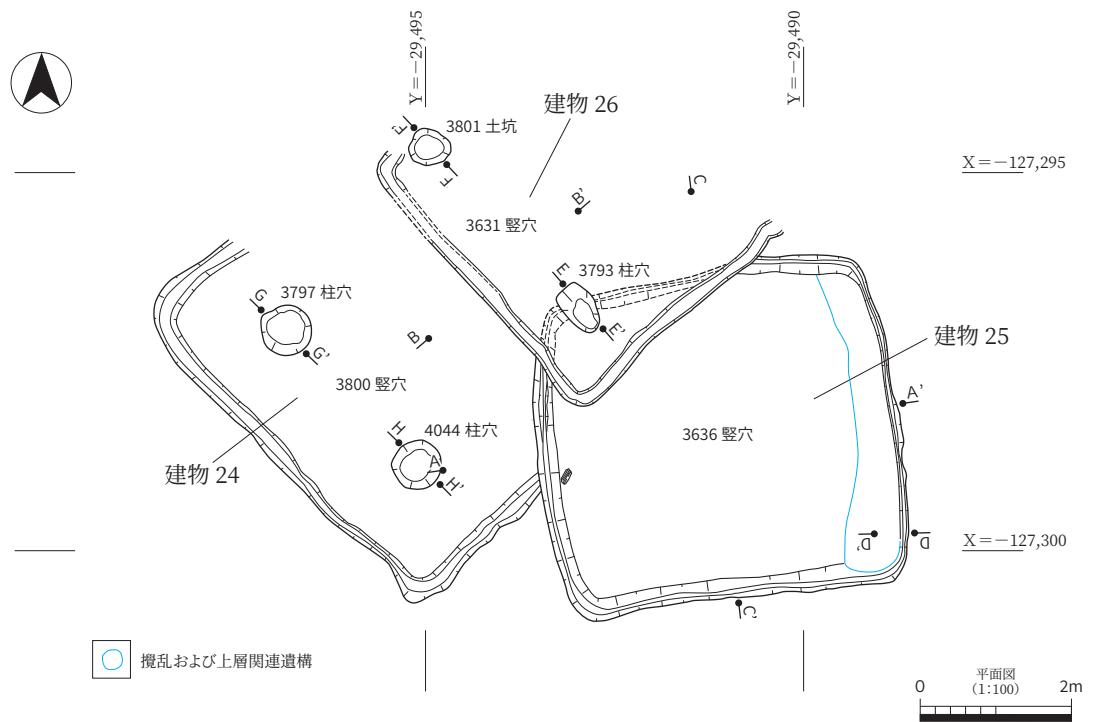 Y＝−29,495
Y＝−29,490
建物 26
3801 土坑
F'
F
X＝−127,295
C
B'
3631 竪穴
E
3793 柱穴
G
3797 柱穴
E'
B
建物 25
G'
3800 竪穴
A'
H
4044 柱穴
3636 竪穴
A
建物 24
H'
D'
D
X＝−127,300
C'
攪乱および上層関連遺構
平面図
（1：100）
0
2m